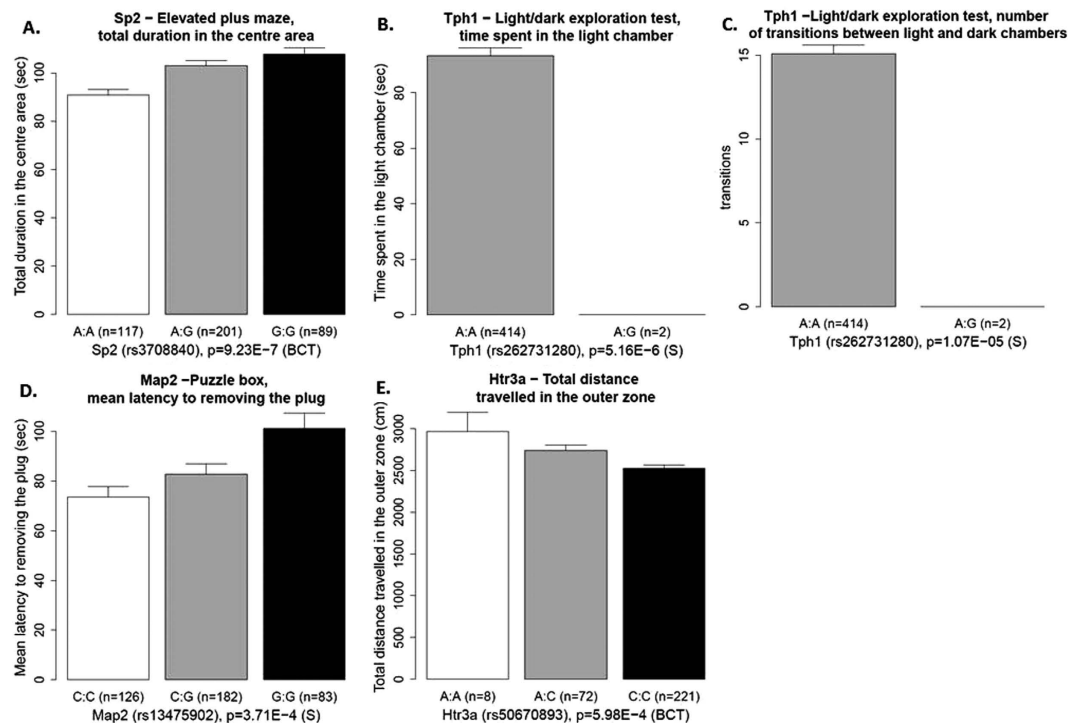 A.
Sp2 − Elevated plus maze,
total duration in the centre area
Total duration in the centre area (sec)
0 20 40 60 80 100
A:A (n=117) A:G (n=201) G:G (n=89)
Sp2 (rs3708840), p=9.23E−7 (BCT)
B.
Tph1 − Light/dark exploration test,
time spent in the light chamber
Time spent in the light chamber (sec)
0 20 40 60 80
A:A (n=414) A:G (n=2)
Tph1 (rs262731280), p=5.16E−6 (S)
C.
Tph1 −Light/dark exploration test, number
of transitions between light and dark chambers
transitions
0 5 10 15
A:A (n=414) A:G (n=2)
Tph1 (rs262731280), p=1.07E−05 (S)
D.
Map2 −Puzzle box,
mean latency to removing the plug
Mean latency to removing the plug (sec)
0 20 40 60 80 100
C:C (n=126) C:G (n=182) G:G (n=83)
Map2 (rs13475902), p=3.71E−4 (S)
E.
Htr3a − Total distance
travelled in the outer zone
Total distance travelled in the outer zone (cm)
0 500 1000 1500 2000 2500 3000
A:A (n=8) A:C (n=72) C:C (n=221)
Htr3a (rs50670893), p=5.98E−4 (BCT)